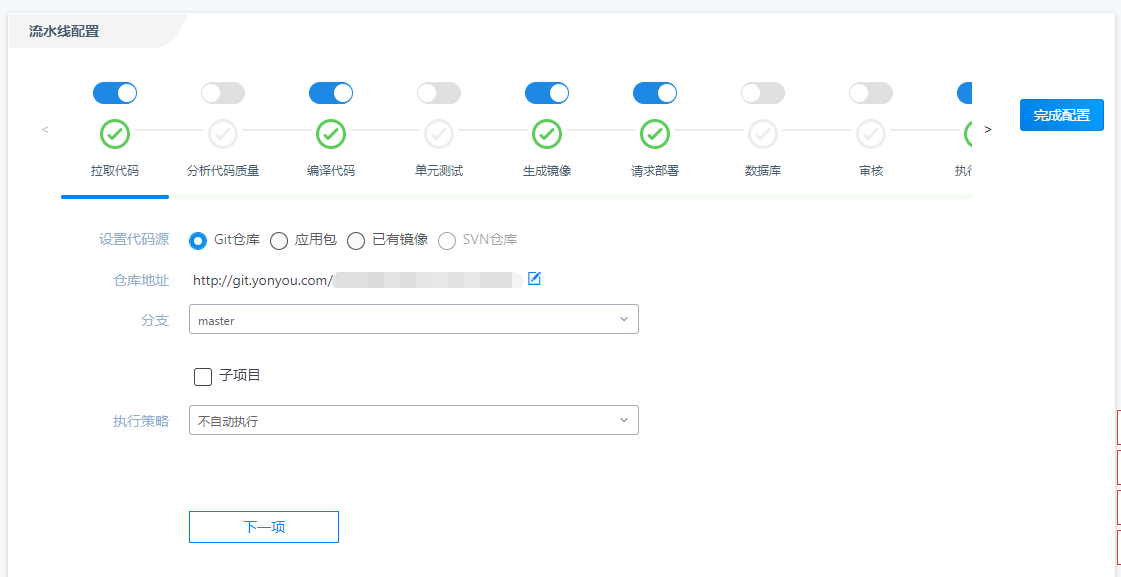 流水线配置
完成配置
< >
拉取代码 分析代码质量 编译代码 单元测试 生成镜像 请求部署 数据库 审核 执行
设置代码源 Git仓库 应用包 已有镜像 SVN仓库
仓库地址 http://git.yonyou.com/
分支 master
子项目
执行策略 不自动执行
下一项